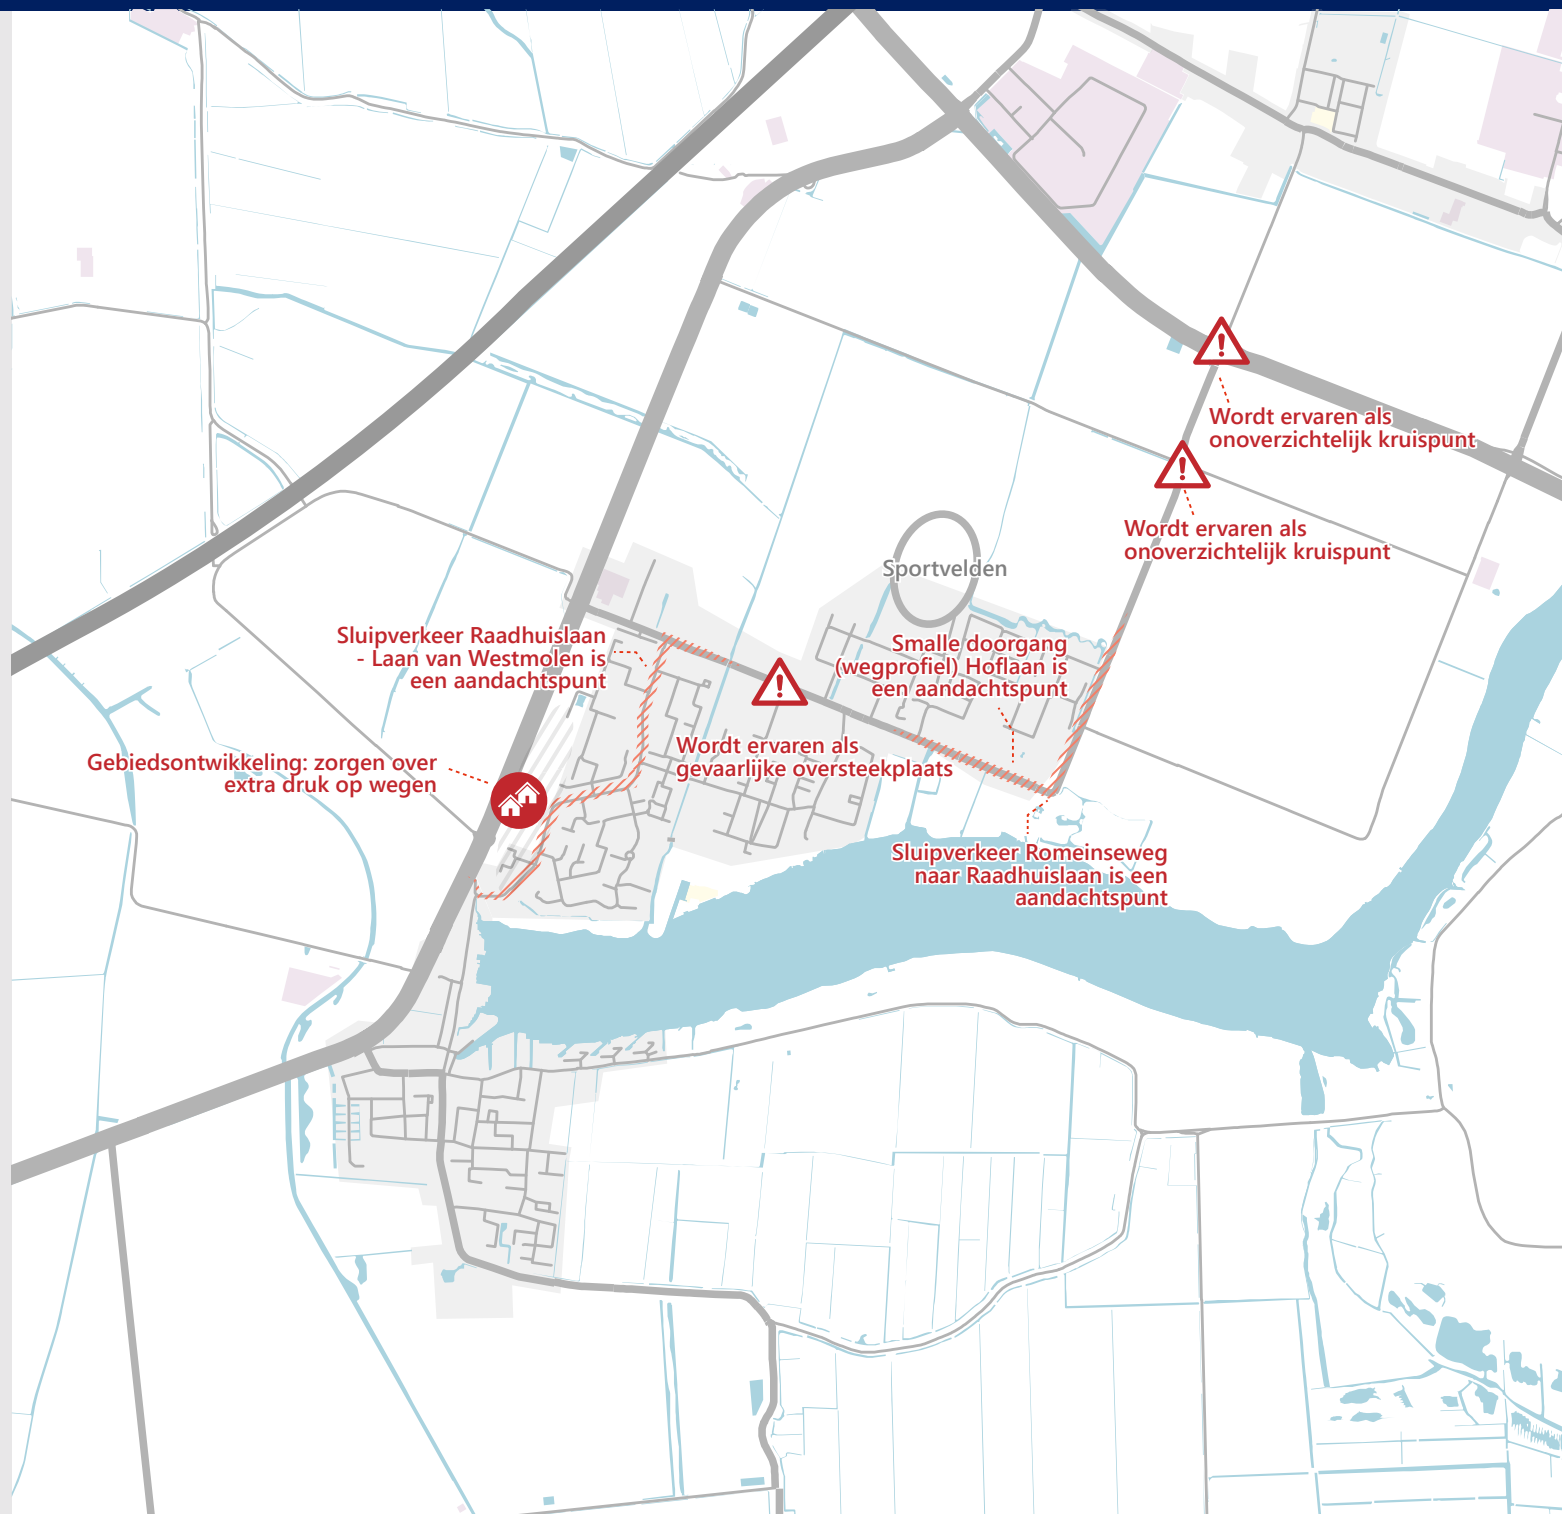 Wordt ervaren als
onoverzichtelijk kruispunt
Wordt ervaren als
onoverzichtelijk kruispunt
Sportvelden
Sluipverkeer Raadhuislaan
- Laan van Westmolen is
een aandachtspunt
Smalle doorgang
(wegprofiel) Hoflaan is
een aandachtspunt
Wordt ervaren als
gevaarlijke oversteekplaats
Gebiedsontwikkeling: zorgen over
extra druk op wegen
Sluipverkeer Romeinseweg
naar Raadhuislaan is een
aandachtspunt